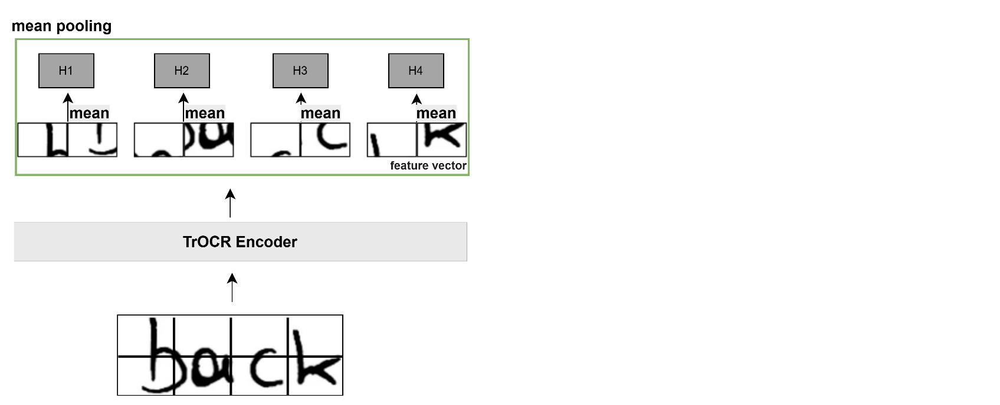 mean pooling
H1 H2 H3 H4
mean mean mean mean
feature vector
TrOCR Encoder
back